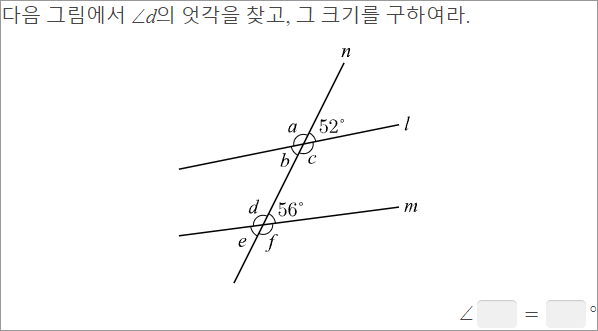 다음 그림에서 ∠d의 엇각을 찾고, 그 크기를 구하여라.
n
a 52°
l
b c
d 56°
m
e f
∠ = °